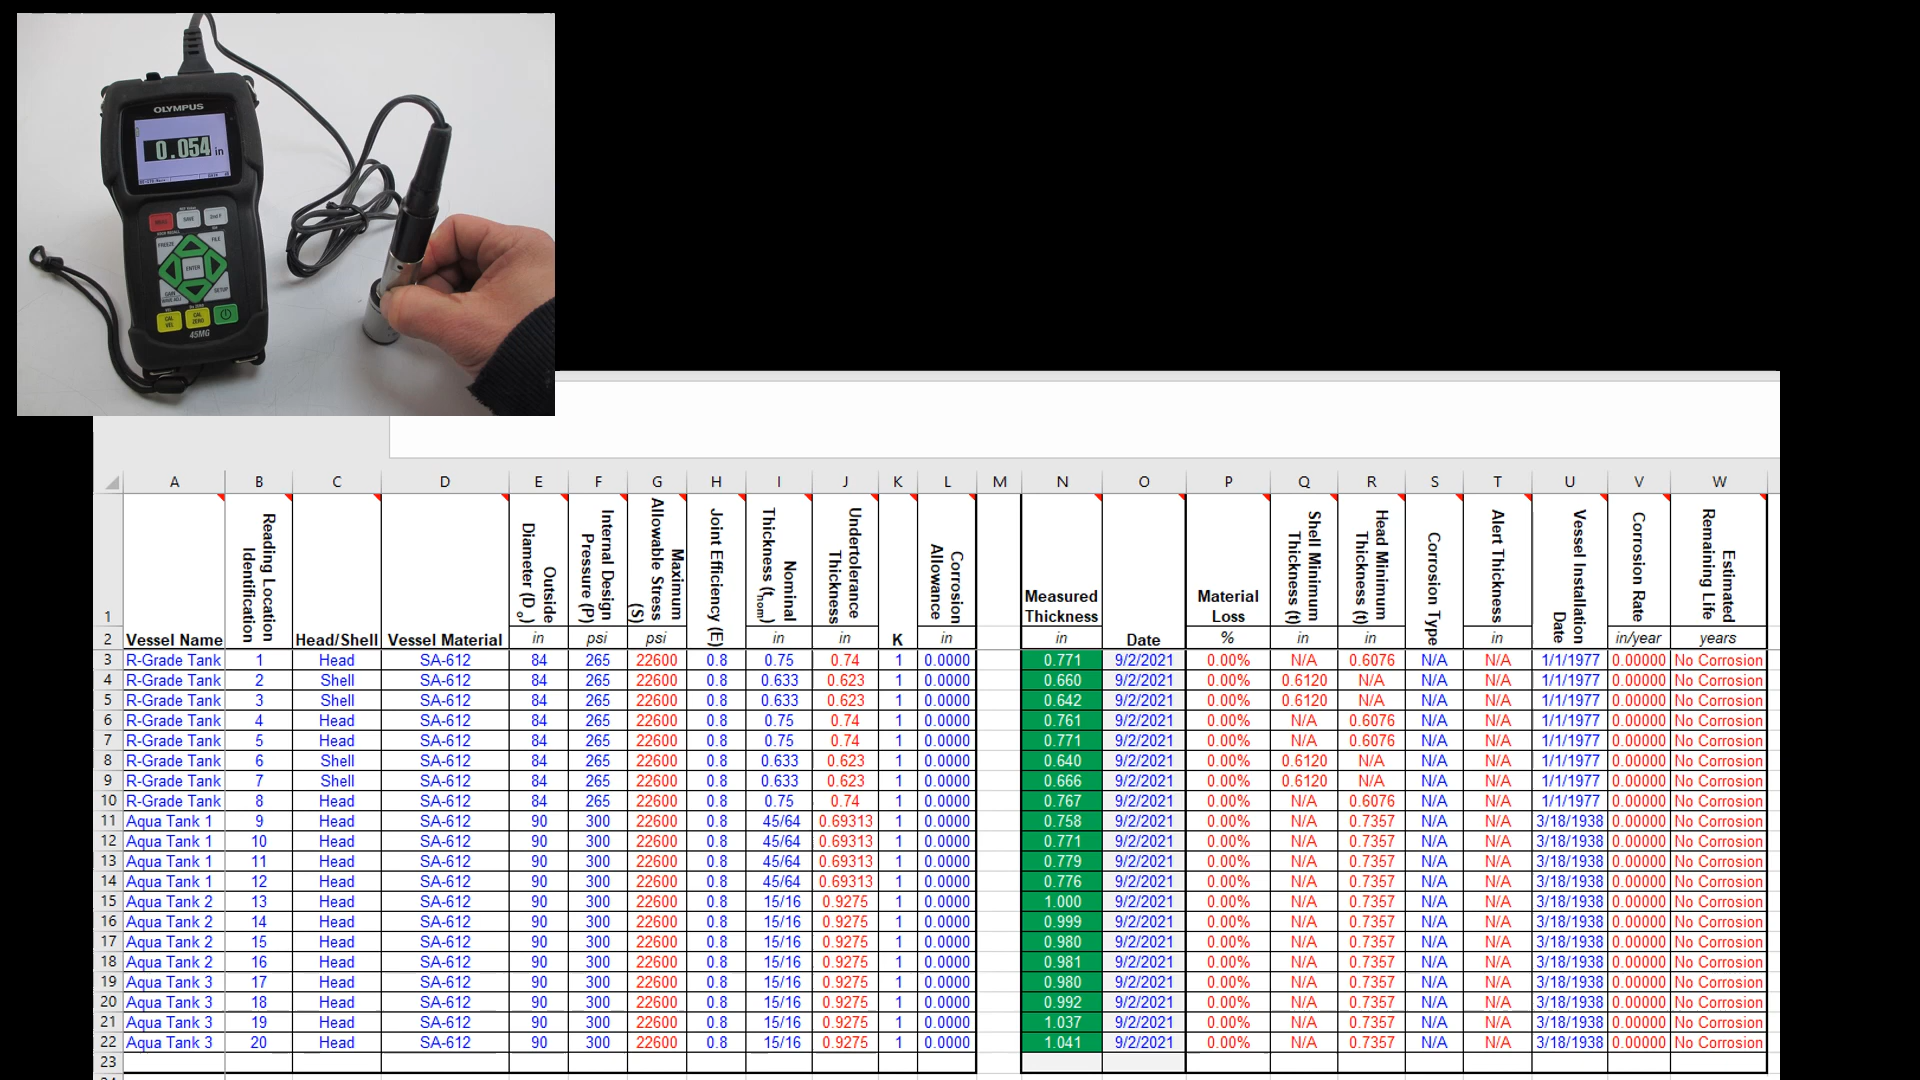 OLYMPUS
0.054 in
FREEZE
FILE
ENTER
SETUP
CAL VEL
CAL ZERO
45MG
A B C D E F G H I J K L M N O P Q R S T U V W
1 Vessel Name Reading Location Identification Head/Shell Vessel Material Outside Diameter (Do) Internal Design Pressure (P) Maximum Allowable Stress (S) Joint Efficiency (E) Nominal Thickness (tnom) Undertolerance Thickness K Corrosion Allowance Measured Thickness Date Material Loss Shell Minimum Thickness (t) Head Minimum Thickness (t) Corrosion Type Alert Thickness Vessel Installation Date Corrosion Rate Estimated Remaining Life
2 in psi psi in in in in % in in in in/year years
3 R-Grade Tank 1 Head SA-612 84 265 22600 0.8 0.75 0.74 1 0.0000 0.771 9/2/2021 0.00% N/A 0.6076 N/A N/A 1/1/1977 0.00000 No Corrosion
4 R-Grade Tank 2 Shell SA-612 84 265 22600 0.8 0.633 0.623 1 0.0000 0.660 9/2/2021 0.00% 0.6120 N/A N/A N/A 1/1/1977 0.00000 No Corrosion
5 R-Grade Tank 3 Shell SA-612 84 265 22600 0.8 0.633 0.623 1 0.0000 0.642 9/2/2021 0.00% 0.6120 N/A N/A N/A 1/1/1977 0.00000 No Corrosion
6 R-Grade Tank 4 Head SA-612 84 265 22600 0.8 0.75 0.74 1 0.0000 0.761 9/2/2021 0.00% N/A 0.6076 N/A N/A 1/1/1977 0.00000 No Corrosion
7 R-Grade Tank 5 Head SA-612 84 265 22600 0.8 0.75 0.74 1 0.0000 0.771 9/2/2021 0.00% N/A 0.6076 N/A N/A 1/1/1977 0.00000 No Corrosion
8 R-Grade Tank 6 Shell SA-612 84 265 22600 0.8 0.633 0.623 1 0.0000 0.640 9/2/2021 0.00% 0.6120 N/A N/A N/A 1/1/1977 0.00000 No Corrosion
9 R-Grade Tank 7 Shell SA-612 84 265 22600 0.8 0.633 0.623 1 0.0000 0.666 9/2/2021 0.00% 0.6120 N/A N/A N/A 1/1/1977 0.00000 No Corrosion
10 R-Grade Tank 8 Head SA-612 84 265 22600 0.8 0.75 0.74 1 0.0000 0.767 9/2/2021 0.00% N/A 0.6076 N/A N/A 1/1/1977 0.00000 No Corrosion
11 Aqua Tank 1 9 Head SA-612 90 300 22600 0.8 45/64 0.69313 1 0.0000 0.758 9/2/2021 0.00% N/A 0.7357 N/A N/A 3/18/1938 0.00000 No Corrosion
12 Aqua Tank 1 10 Head SA-612 90 300 22600 0.8 45/64 0.69313 1 0.0000 0.771 9/2/2021 0.00% N/A 0.7357 N/A N/A 3/18/1938 0.00000 No Corrosion
13 Aqua Tank 1 11 Head SA-612 90 300 22600 0.8 45/64 0.69313 1 0.0000 0.779 9/2/2021 0.00% N/A 0.7357 N/A N/A 3/18/1938 0.00000 No Corrosion
14 Aqua Tank 1 12 Head SA-612 90 300 22600 0.8 45/64 0.69313 1 0.0000 0.776 9/2/2021 0.00% N/A 0.7357 N/A N/A 3/18/1938 0.00000 No Corrosion
15 Aqua Tank 2 13 Head SA-612 90 300 22600 0.8 15/16 0.9275 1 0.0000 1.000 9/2/2021 0.00% N/A 0.7357 N/A N/A 3/18/1938 0.00000 No Corrosion
16 Aqua Tank 2 14 Head SA-612 90 300 22600 0.8 15/16 0.9275 1 0.0000 0.999 9/2/2021 0.00% N/A 0.7357 N/A N/A 3/18/1938 0.00000 No Corrosion
17 Aqua Tank 2 15 Head SA-612 90 300 22600 0.8 15/16 0.9275 1 0.0000 0.980 9/2/2021 0.00% N/A 0.7357 N/A N/A 3/18/1938 0.00000 No Corrosion
18 Aqua Tank 2 16 Head SA-612 90 300 22600 0.8 15/16 0.9275 1 0.0000 0.981 9/2/2021 0.00% N/A 0.7357 N/A N/A 3/18/1938 0.00000 No Corrosion
19 Aqua Tank 3 17 Head SA-612 90 300 22600 0.8 15/16 0.9275 1 0.0000 0.980 9/2/2021 0.00% N/A 0.7357 N/A N/A 3/18/1938 0.00000 No Corrosion
20 Aqua Tank 3 18 Head SA-612 90 300 22600 0.8 15/16 0.9275 1 0.0000 0.992 9/2/2021 0.00% N/A 0.7357 N/A N/A 3/18/1938 0.00000 No Corrosion
21 Aqua Tank 3 19 Head SA-612 90 300 22600 0.8 15/16 0.9275 1 0.0000 1.037 9/2/2021 0.00% N/A 0.7357 N/A N/A 3/18/1938 0.00000 No Corrosion
22 Aqua Tank 3 20 Head SA-612 90 300 22600 0.8 15/16 0.9275 1 0.0000 1.041 9/2/2021 0.00% N/A 0.7357 N/A N/A 3/18/1938 0.00000 No Corrosion
23